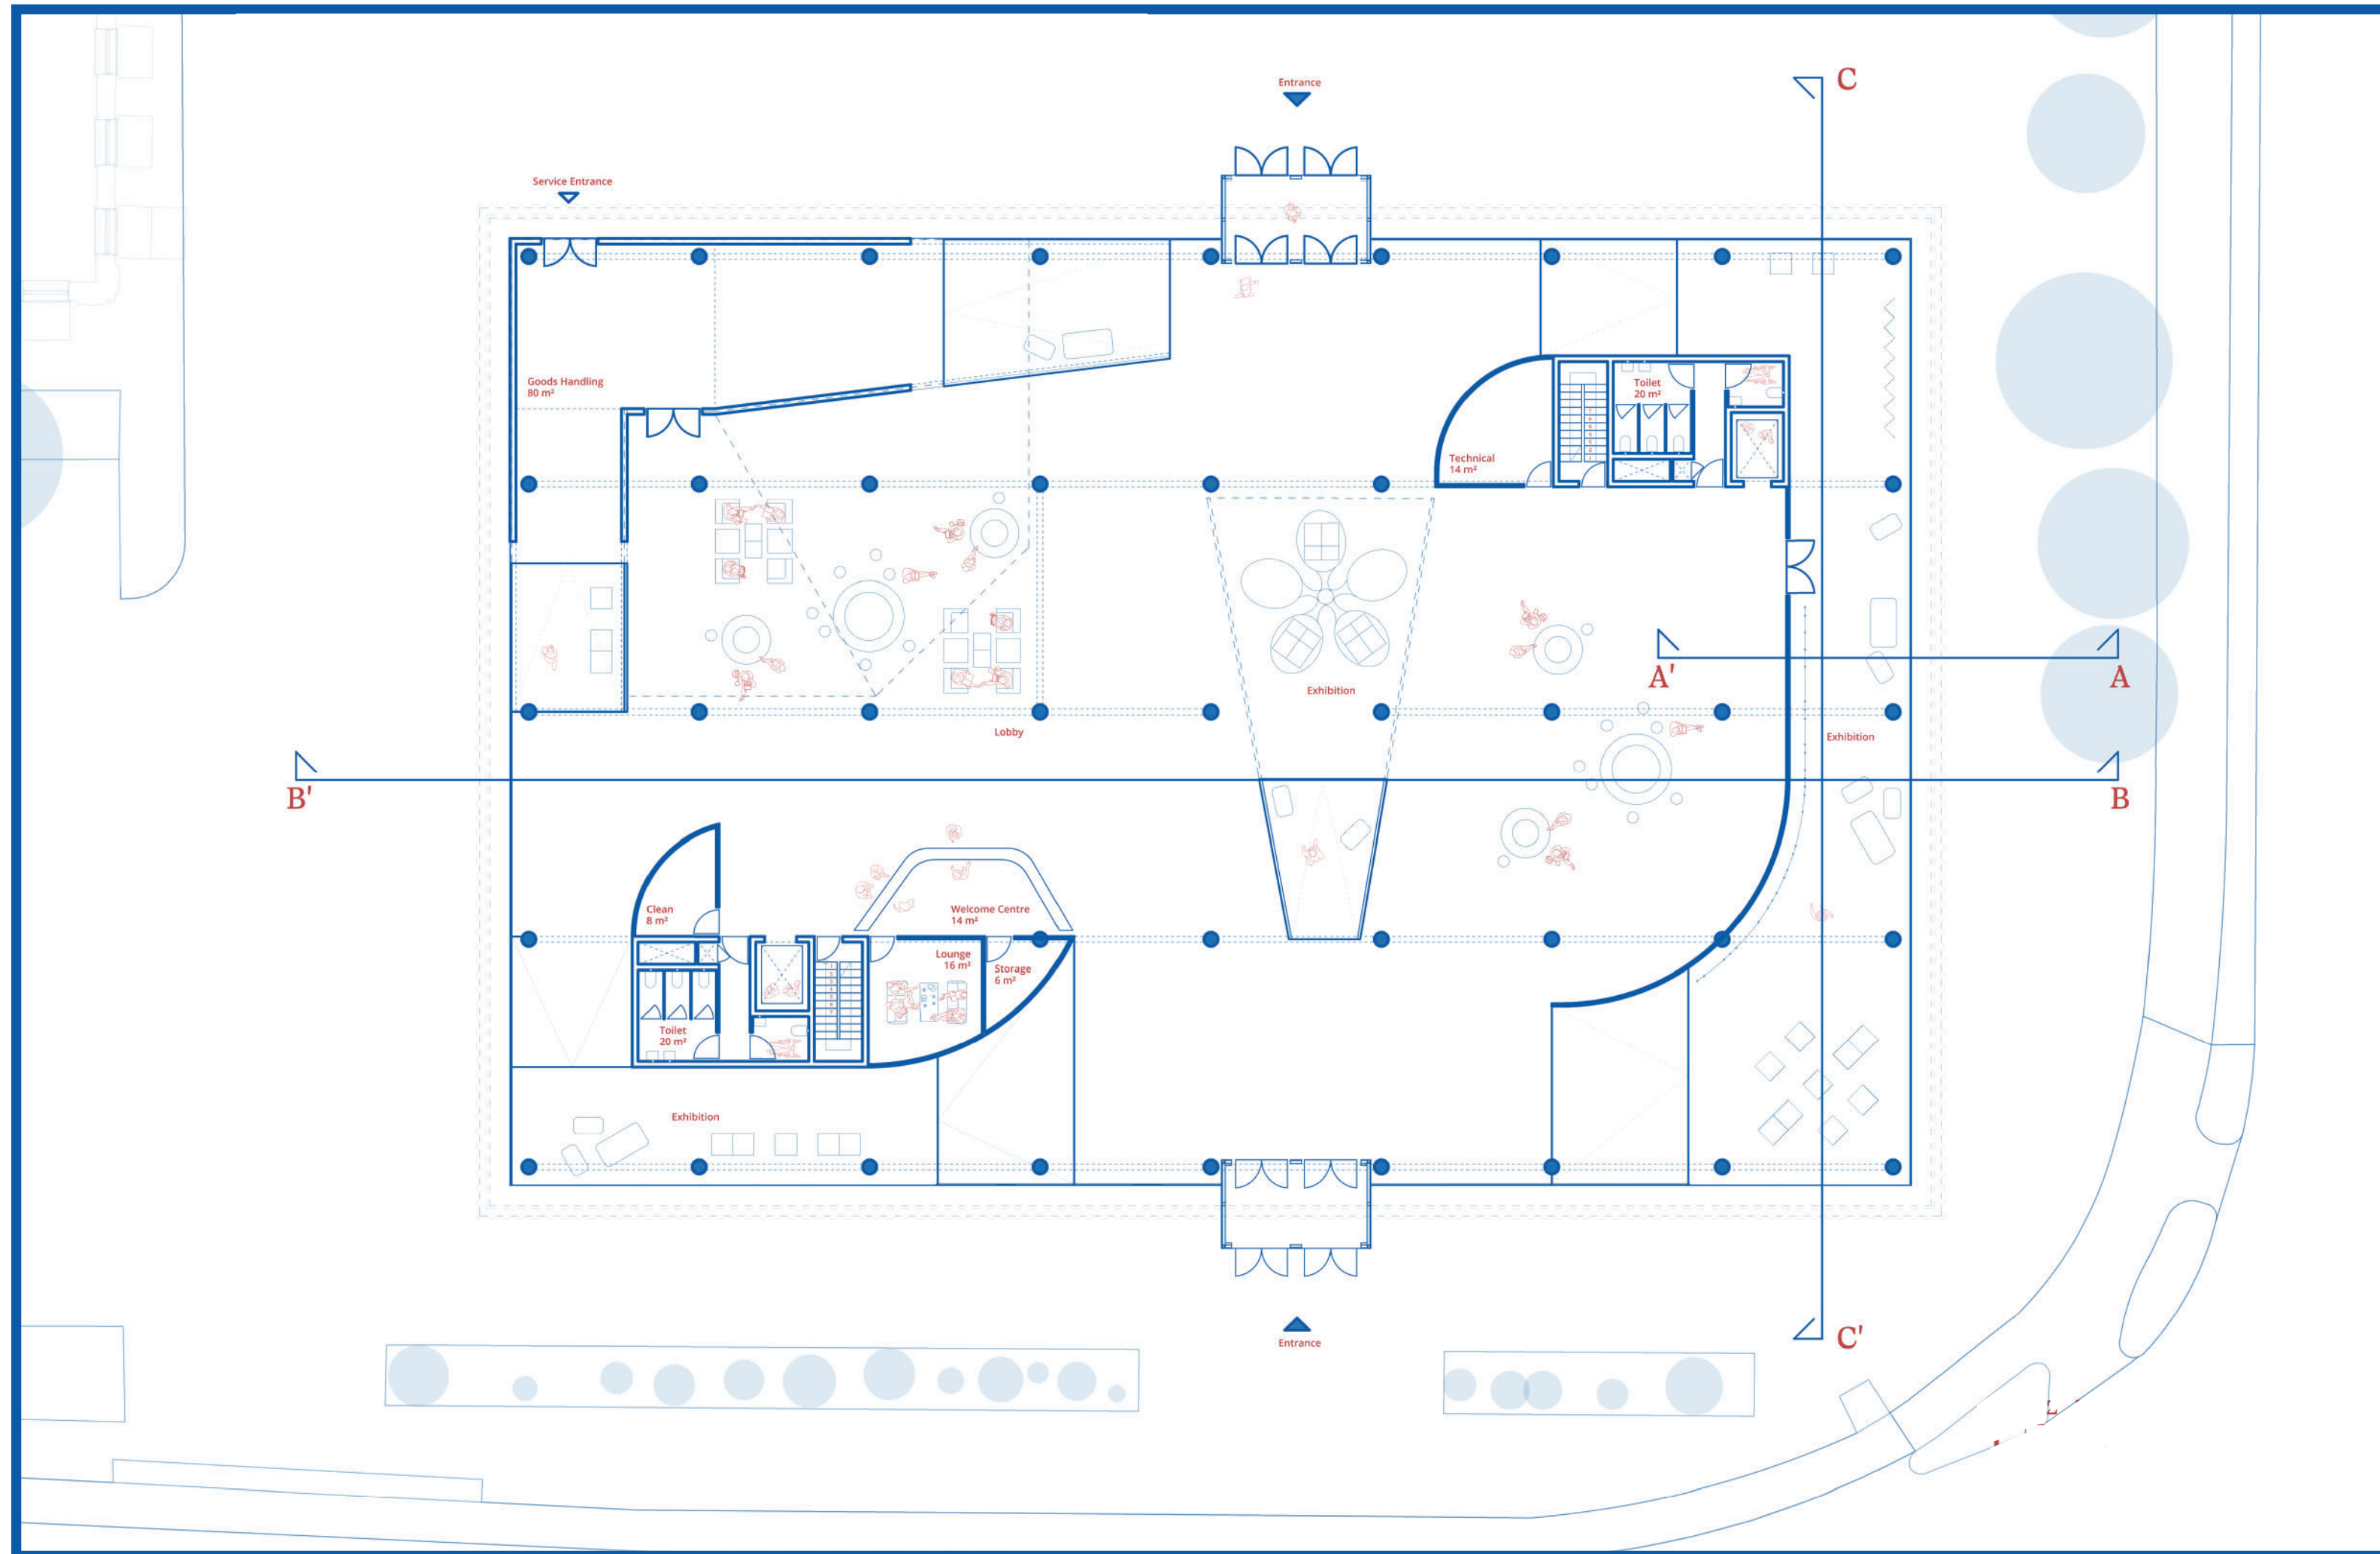 Entrance
C
Service Entrance
Goods Handling
80 m²
Toilet
20 m²
Technical
14 m²
A'
A
Exhibition
Lobby
Exhibition
B'
B
Clean
8 m²
Welcome Centre
14 m²
Lounge
16 m²
Storage
6 m²
Toilet
20 m²
Exhibition
Entrance
C'